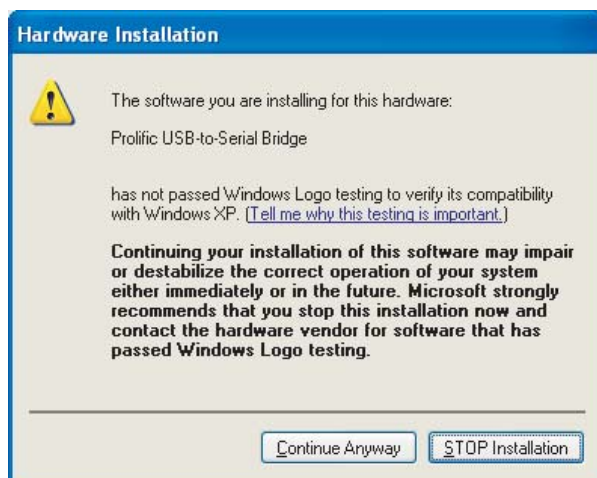 Hardware Installation
The software you are installing for this hardware:
Prolific USB-to-Serial Bridge
has not passed Windows Logo testing to verify its compatibility
with Windows XP. (Tell me why this testing is important.)
Continuing your installation of this software may impair
or destabilize the correct operation of your system
either immediately or in the future. Microsoft strongly
recommends that you stop this installation now and
contact the hardware vendor for software that has
passed Windows Logo testing.
Continue Anyway
STOP Installation